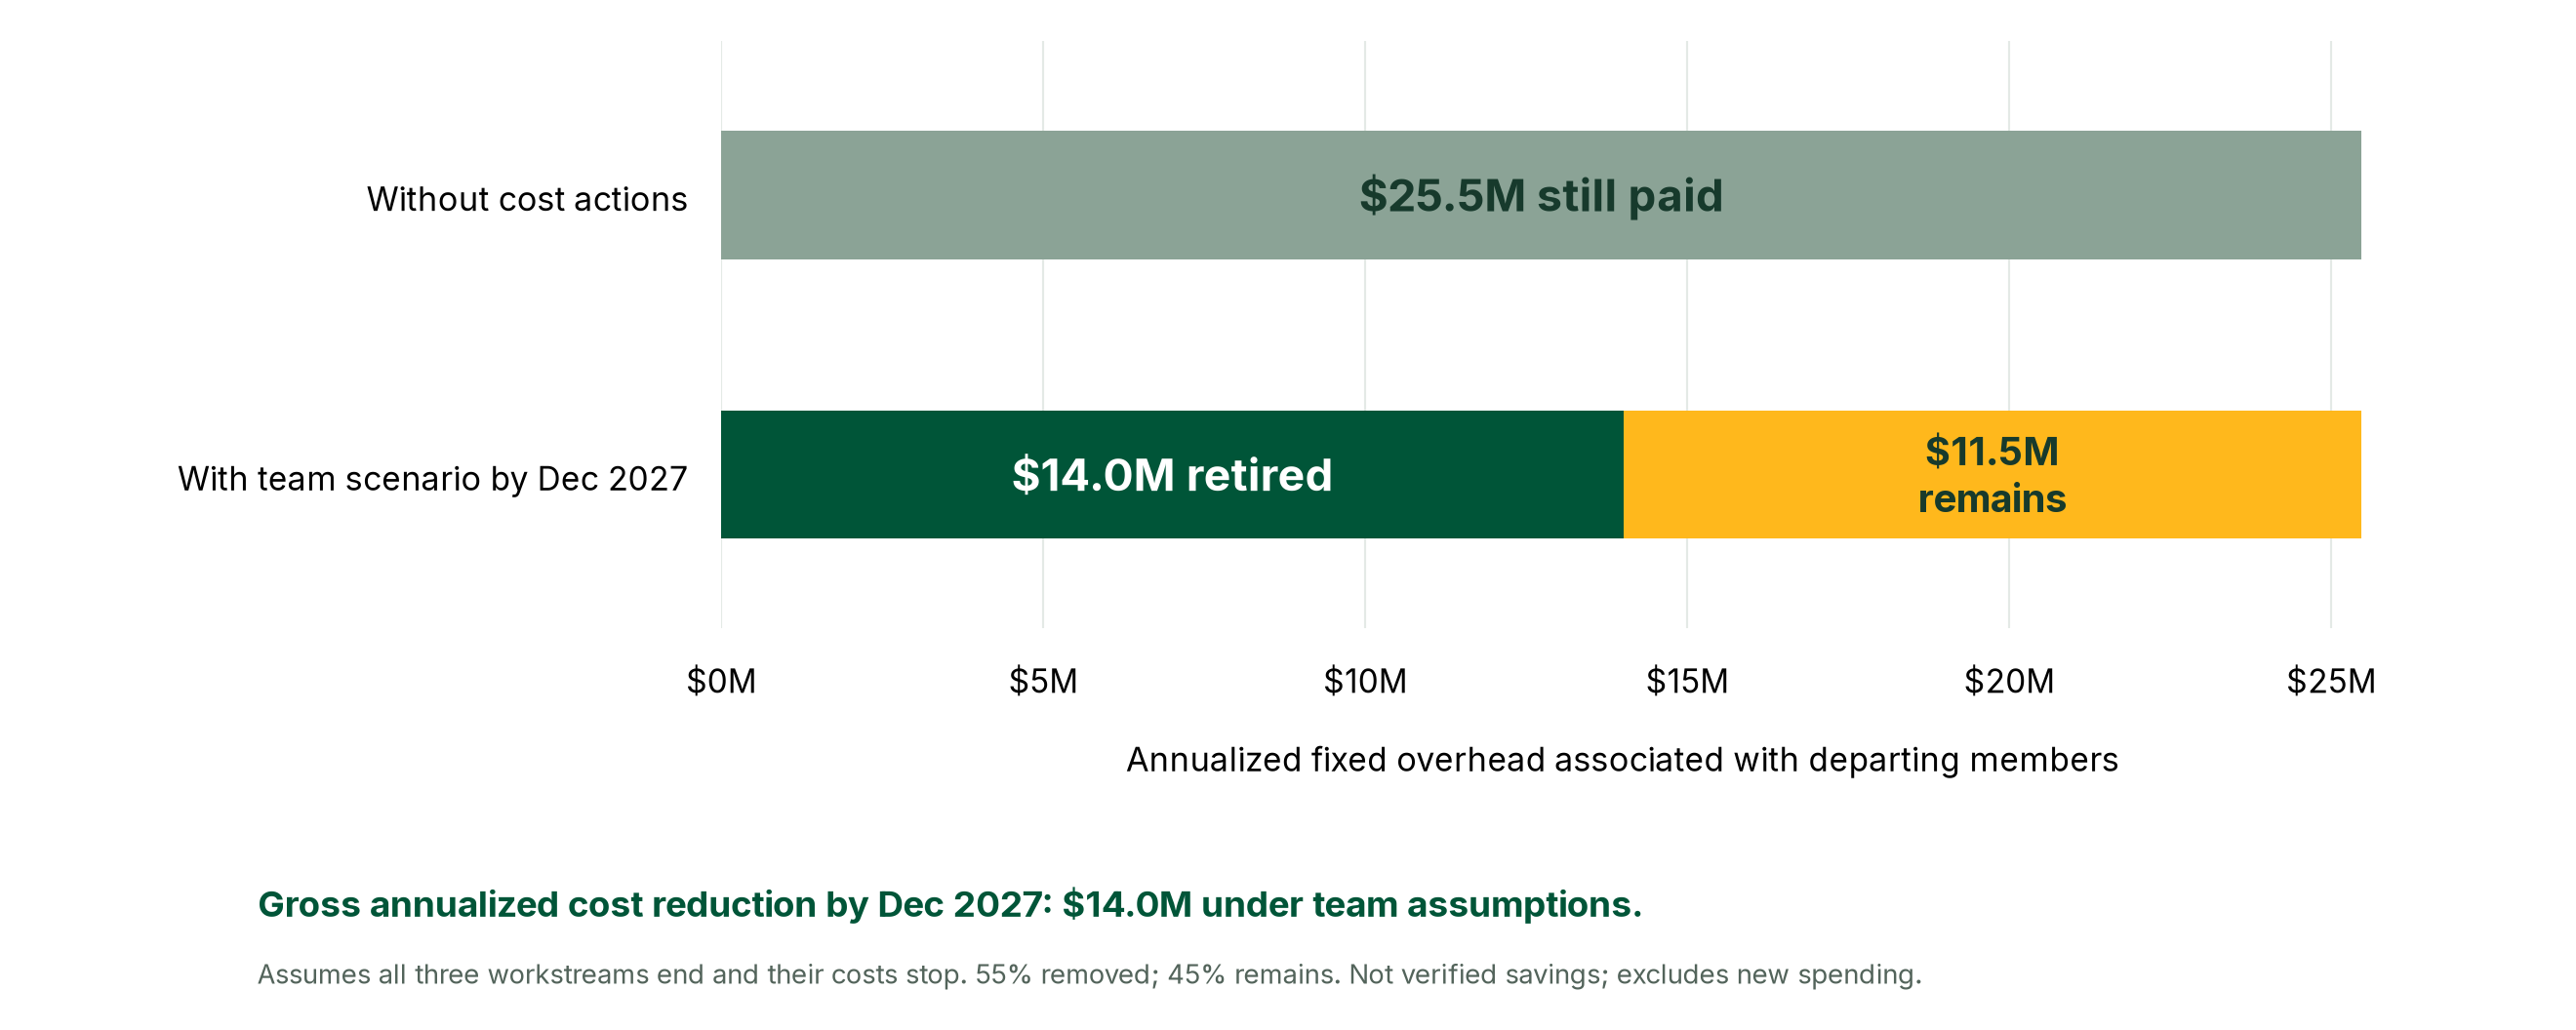 Without cost actions
$25.5M still paid
With team scenario by Dec 2027
$14.0M retired
$11.5M
remains
$0M
$5M
$10M
$15M
$20M
$25M
Annualized fixed overhead associated with departing members
Gross annualized cost reduction by Dec 2027: $14.0M under team assumptions.
Assumes all three workstreams end and their costs stop. 55% removed; 45% remains. Not verified savings; excludes new spending.